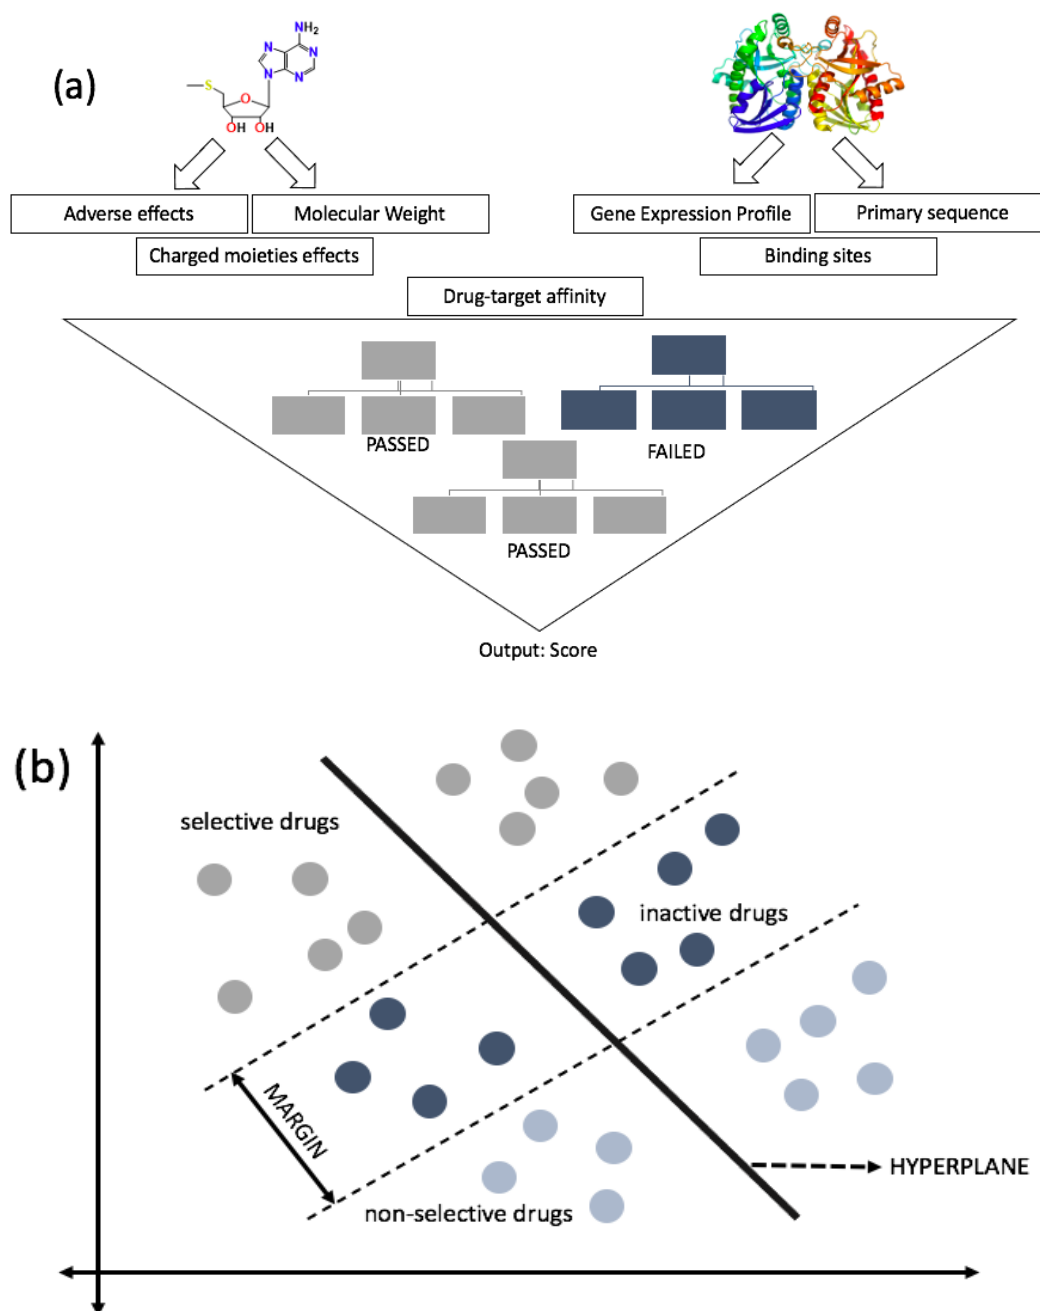 (a)
NH₂
N
N
N
N
S
O
OH
OH
Adverse effects
Molecular Weight
Charged moieties effects
Gene Expression Profile
Primary sequence
Binding sites
Drug-target affinity
PASSED
FAILED
PASSED
Output: Score
(b)
selective drugs
inactive drugs
MARGIN
HYPERPLANE
non-selective drugs